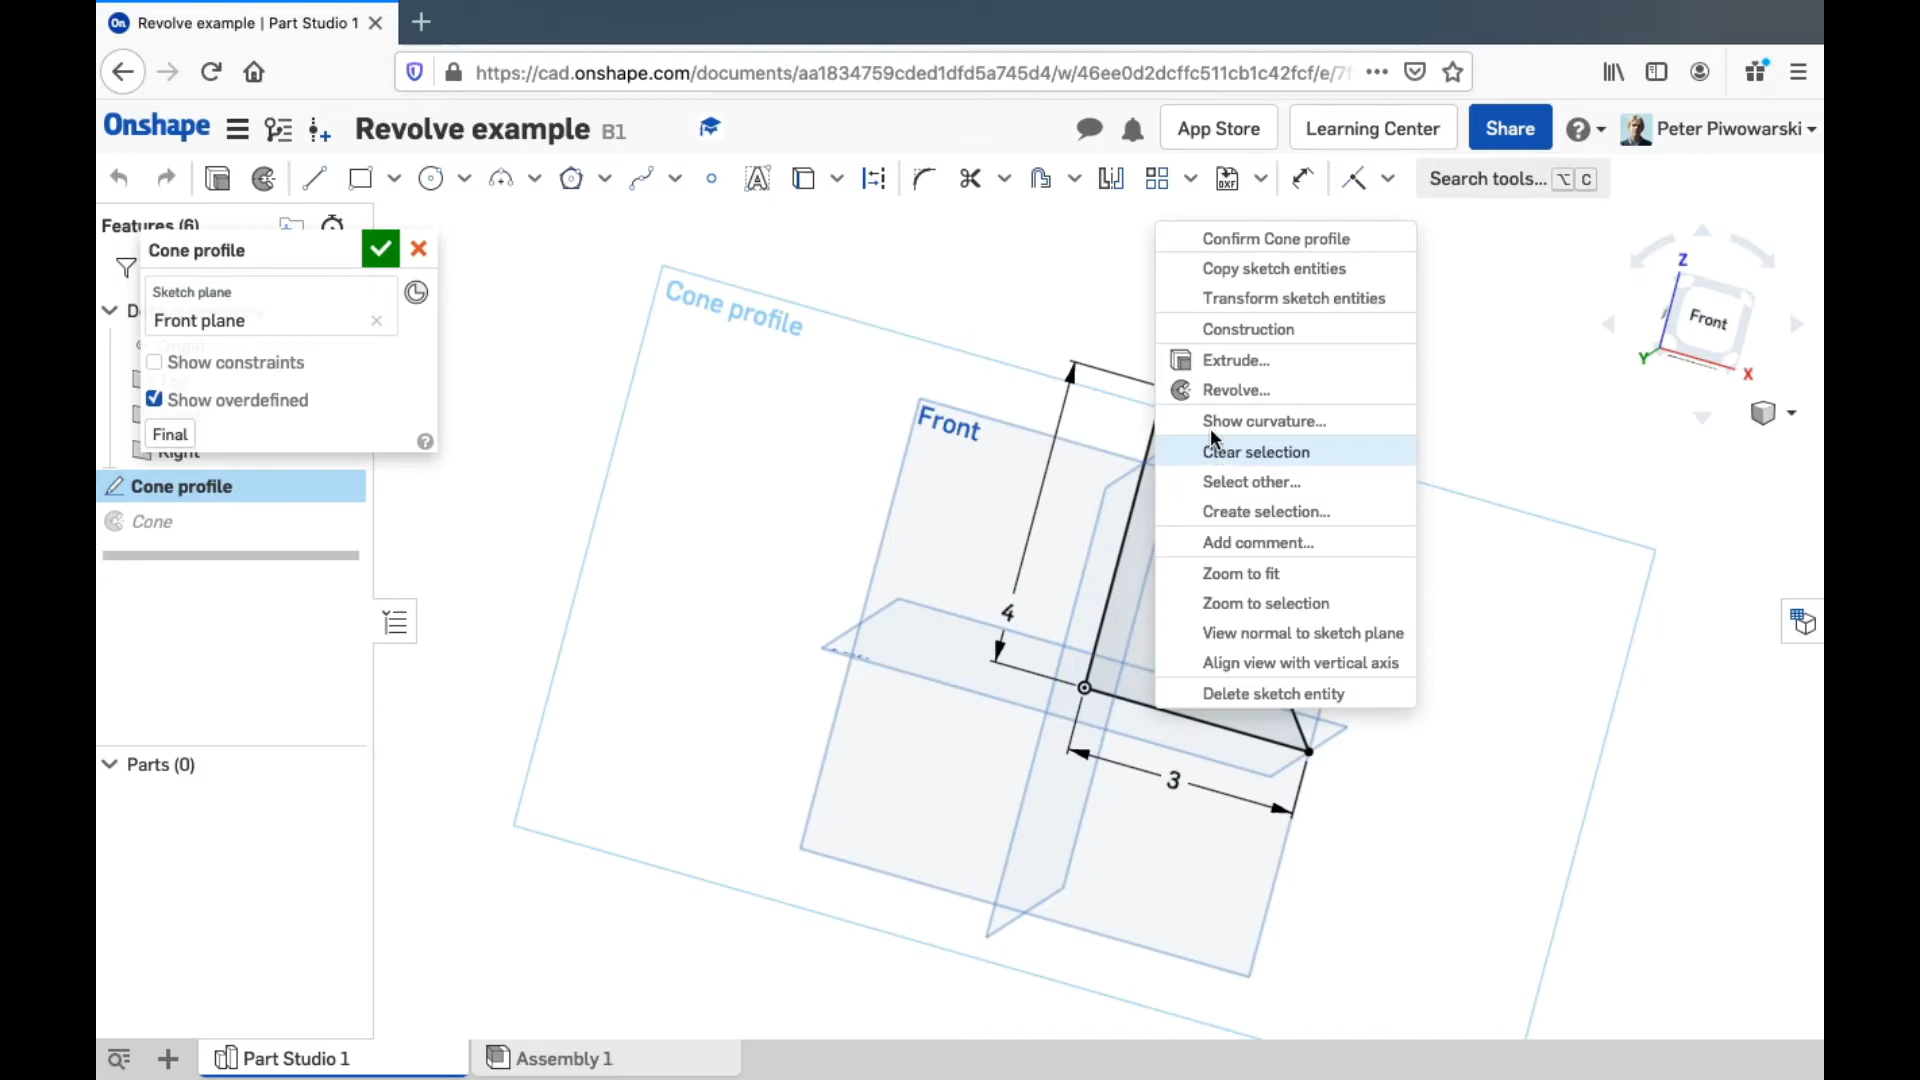 Revolve example | Part Studio 1
https://cad.onshape.com/documents/aa1834759cded1dfd5a745d4/w/46ee0d2dcffc511cb1c42fcf/e/7f
Onshape
Revolve example B1
App Store
Learning Center
Share
Peter Piwowarski
DXF
Search tools... ⌥ C
Features (6)
Cone profile
Sketch plane
Front plane
Show constraints
Show overdefined
Final
Right
Cone profile
Cone
Parts (0)
Cone profile
Front
4
3
Confirm Cone profile
Copy sketch entities
Transform sketch entities
Construction
Extrude...
Revolve...
Show curvature...
Clear selection
Select other...
Create selection...
Add comment...
Zoom to fit
Zoom to selection
View normal to sketch plane
Align view with vertical axis
Delete sketch entity
Z
Front
Y
X
Part Studio 1
Assembly 1